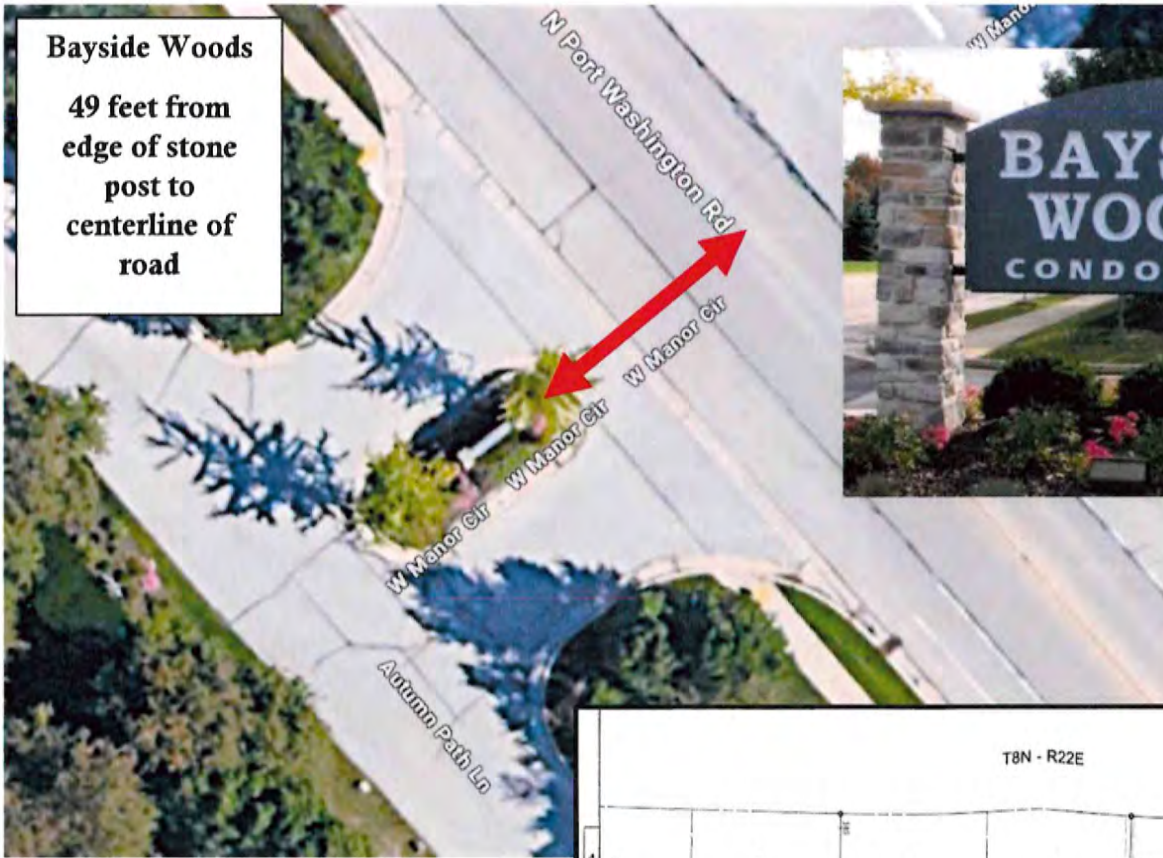 Bayside Woods
49 feet from
edge of stone
post to
centerline of
road
N Port Washington Rd
W Manor
BAYS
WOO
CONDO
W Manor Cir
W Manor Cir
W Manor Cir
Autumn Path Ln
T8N - R22E